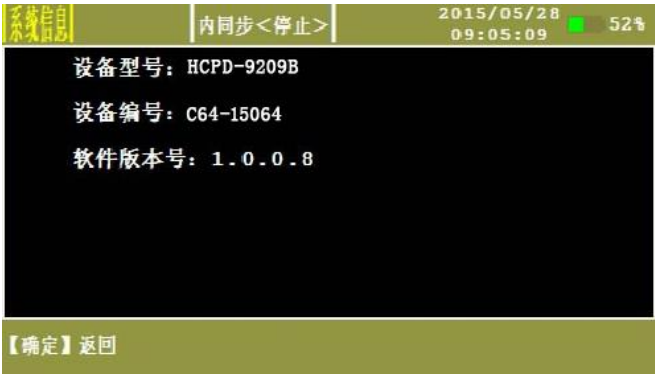 系统信息
内同步<停止>
2015/05/28
09:05:09
52%
设备型号：HCPD-9209B
设备编号：C64-15064
软件版本号：1.0.0.8
【确定】返回